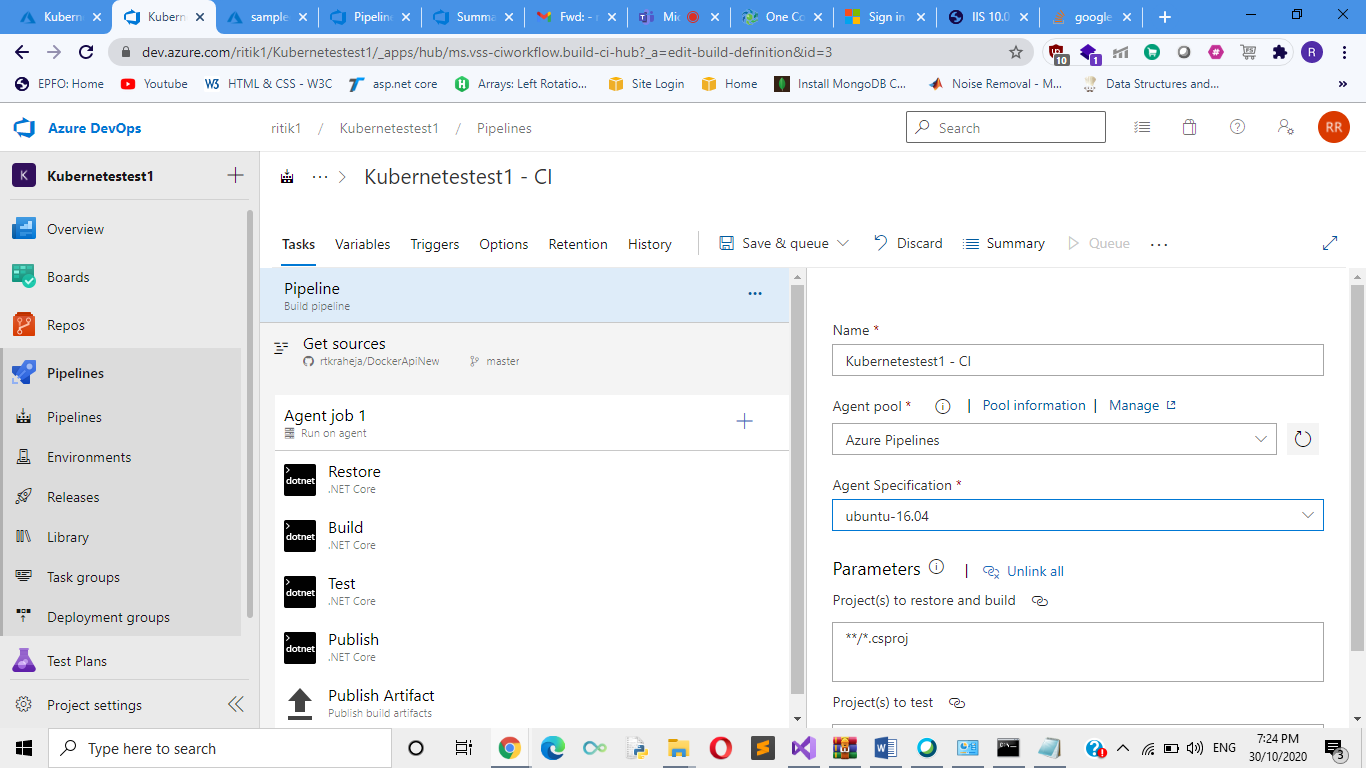 Kubern
Kubern
sample
Pipelin
Summa
Fwd: - r
Mic
One Co
Sign in
IIS 10.0
google
dev.azure.com/ritik1/Kubernetestest1/_apps/hub/ms.vss-ciworkflow.build-ci-hub?_a=edit-build-definition&id=3
10
1
R
EPFO: Home
Youtube
W3S HTML & CSS - W3C
asp.net core
Arrays: Left Rotatio...
Site Login
Home
Install MongoDB C...
Noise Removal - M...
Data Structures and...
»
Azure DevOps
ritik1 / Kubernetestest1 / Pipelines
Search
RR
K Kubernetestest1
Overview
Boards
Repos
Pipelines
Pipelines
Environments
Releases
Library
Task groups
Deployment groups
Test Plans
Project settings
Kubernetestest1 - CI
Tasks
Variables
Triggers
Options
Retention
History
Save & queue
Discard
Summary
Queue
Pipeline
Build pipeline
Get sources
rtkraheja/DockerApiNew
master
Agent job 1
Run on agent
dotnet
Restore
.NET Core
dotnet
Build
.NET Core
dotnet
Test
.NET Core
dotnet
Publish
.NET Core
Publish Artifact
Publish build artifacts
Name *
Kubernetestest1 - CI
Agent pool * | Pool information | Manage
Azure Pipelines
Agent Specification *
ubuntu-16.04
Parameters | Unlink all
Project(s) to restore and build
**/*.csproj
Project(s) to test
Type here to search
ENG
7:24 PM
30/10/2020
3